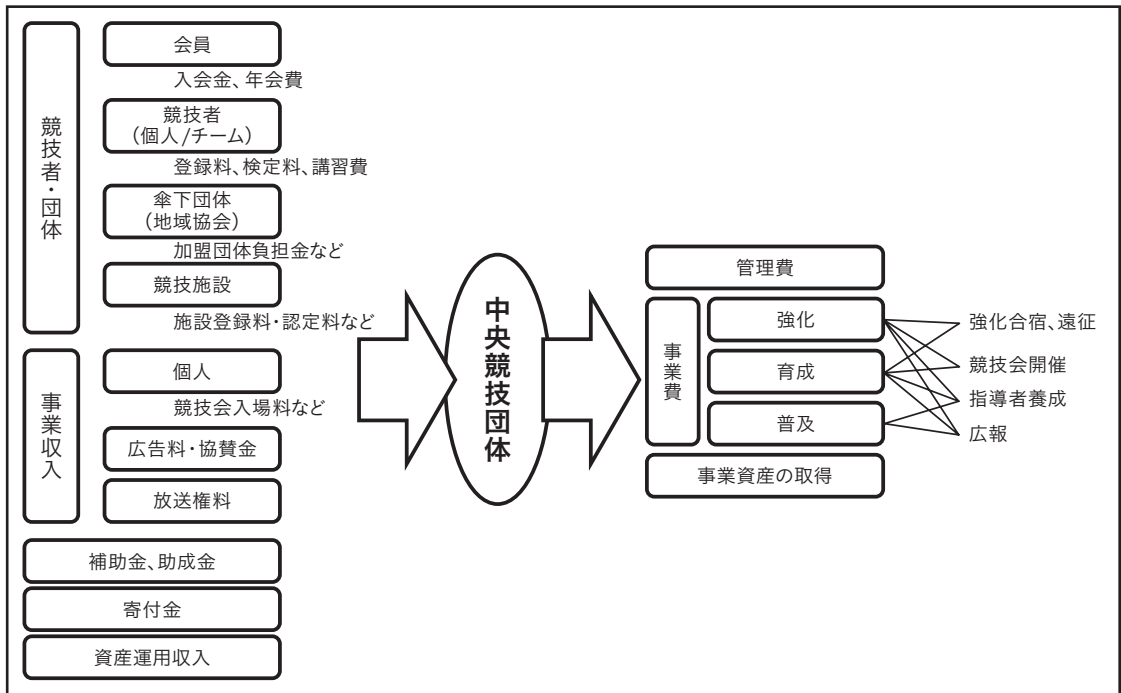 競技者・団体
会員
入会金、年会費
競技者
(個人/チーム)
登録料、検定料、講習費
傘下団体
(地域協会)
加盟団体負担金など
競技施設
施設登録料・認定料など
事業収入
個人
競技会入場料など
広告料・協賛金
放送権料
補助金、助成金
寄付金
資産運用収入
中央競技団体
管理費
事業費
強化
育成
普及
事業資産の取得
強化合宿、遠征
競技会開催
指導者養成
広報